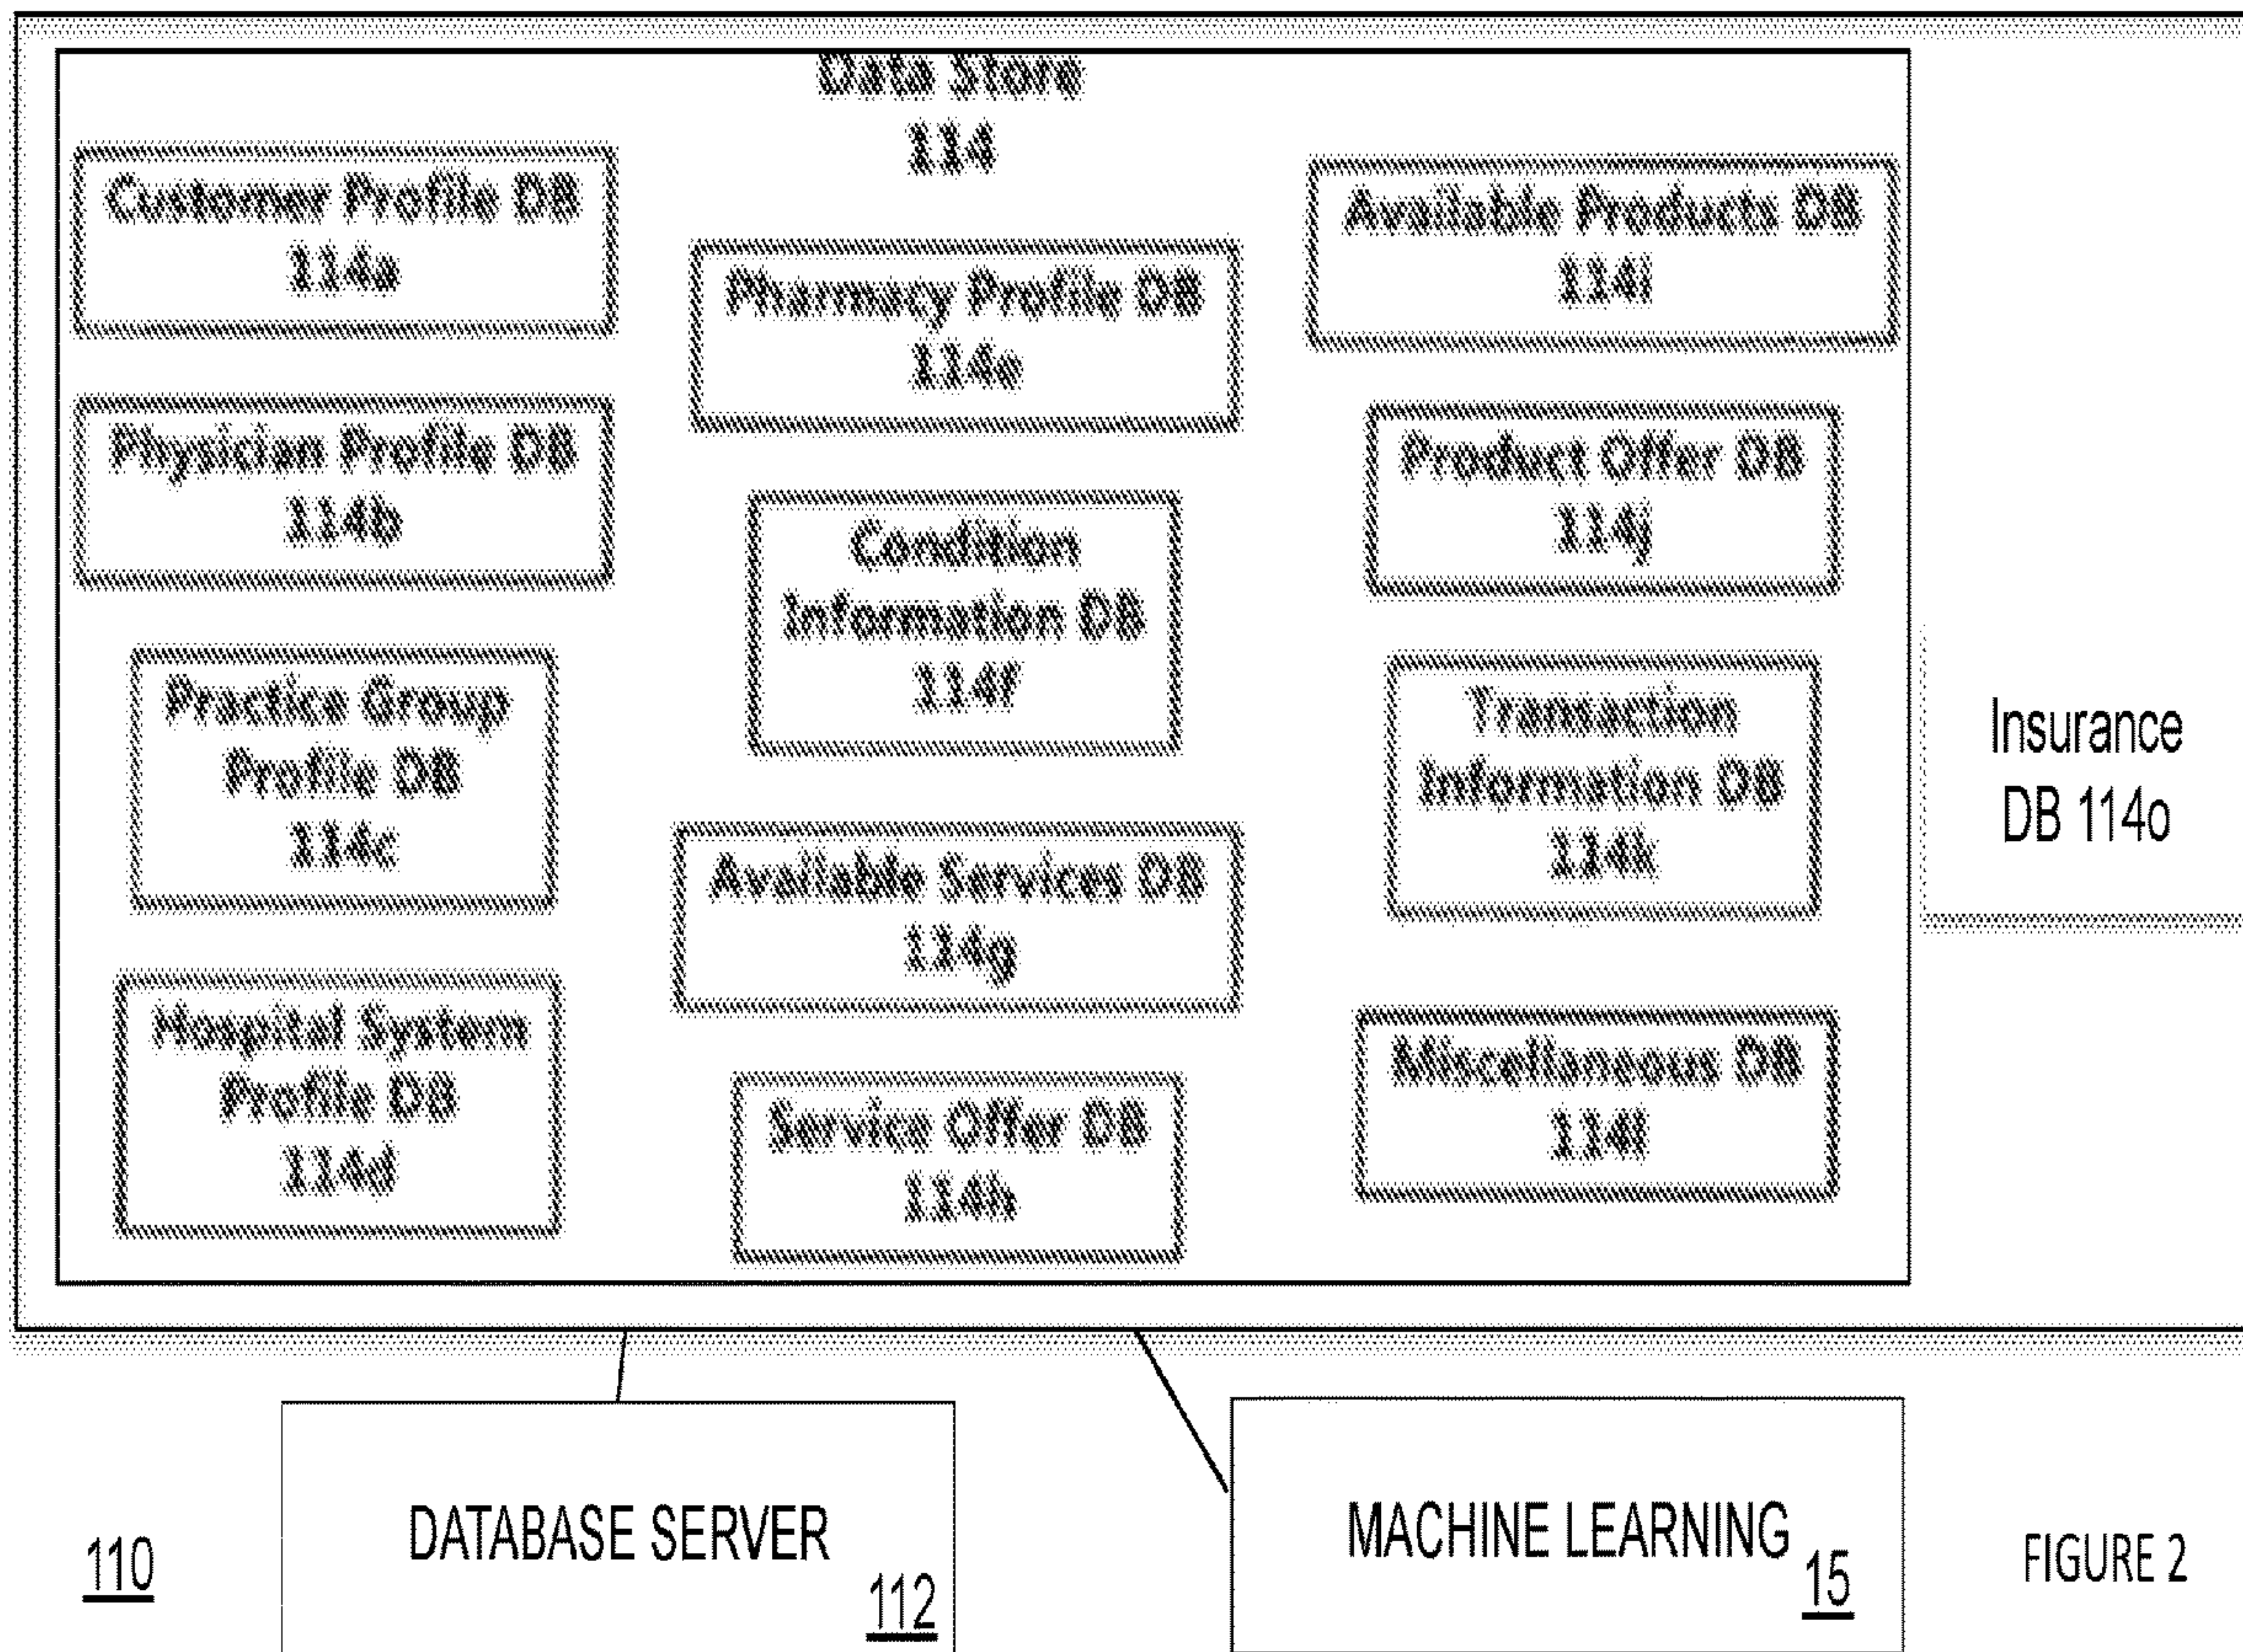 Data Store
114
Customer Profile DB
114a
Physician Profile DB
114b
Practice Group
Profile DB
114c
Hospital System
Profile DB
114d
Pharmacy Profile DB
114e
Condition
Information DB
114f
Available Services DB
114g
Service Offer DB
114h
Available Products DB
114i
Product Offer DB
114j
Transaction
Information DB
114k
Miscellaneous DB
114l
Insurance
DB 114o
110
DATABASE SERVER
112
MACHINE LEARNING
15
FIGURE 2